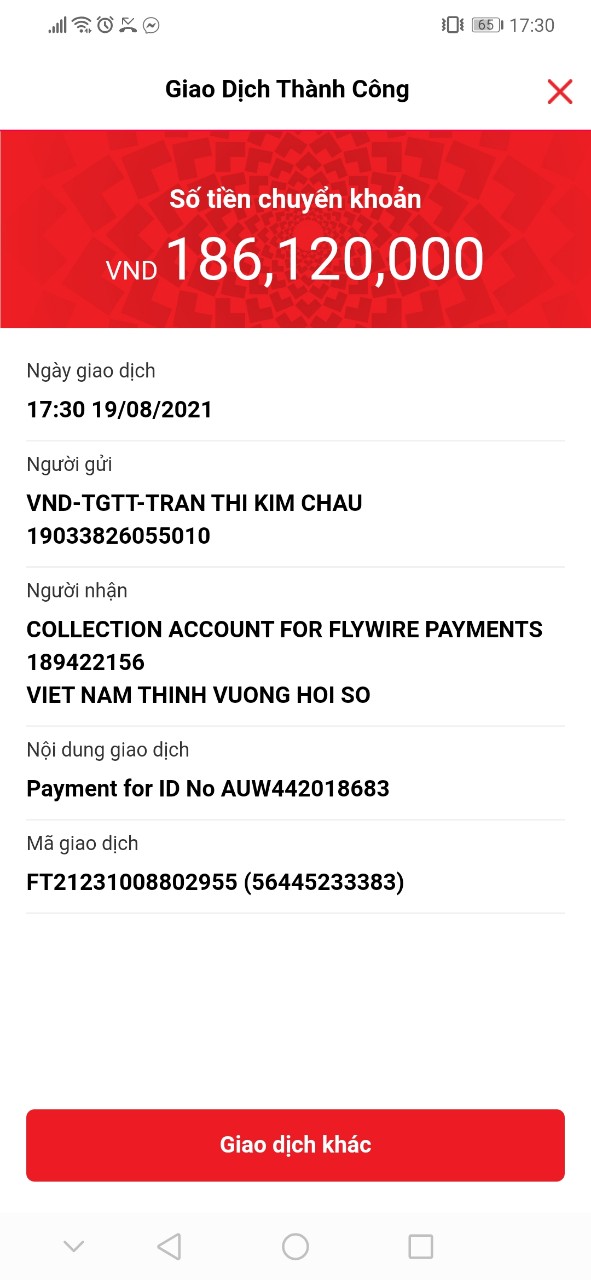 65 17:30
Giao Dịch Thành Công
Số tiền chuyển khoản
VND 186,120,000
Ngày giao dịch
17:30 19/08/2021
Người gửi
VND-TGTT-TRAN THI KIM CHAU
19033826055010
Người nhận
COLLECTION ACCOUNT FOR FLYWIRE PAYMENTS
189422156
VIET NAM THINH VUONG HOI SO
Nội dung giao dịch
Payment for ID No AUW442018683
Mã giao dịch
FT21231008802955 (56445233383)
Giao dịch khác